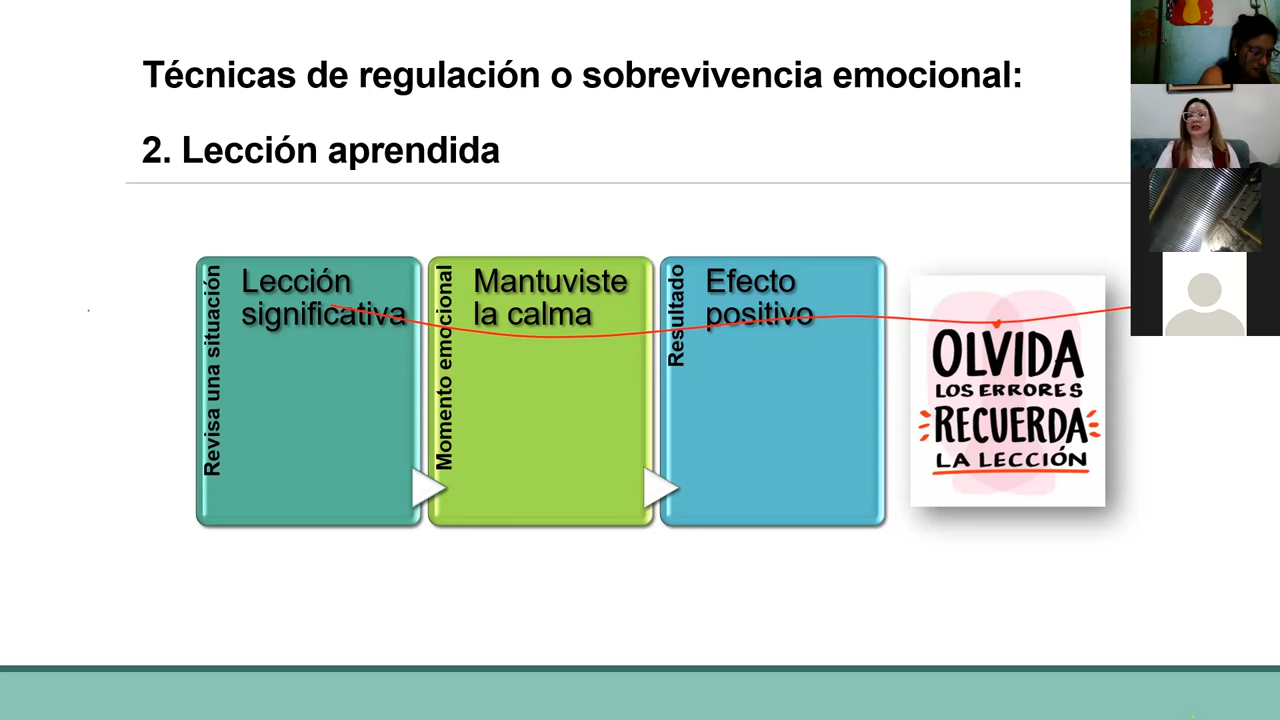 Técnicas de regulación o sobrevivencia emocional:
2. Lección aprendida
Revisa una situación
Lección
significativa
Momento emocional
Mantuviste
la calma
Resultado
Efecto
positivo
OLVIDA
LOS ERRORES
RECUERDA
LA LECCIÓN